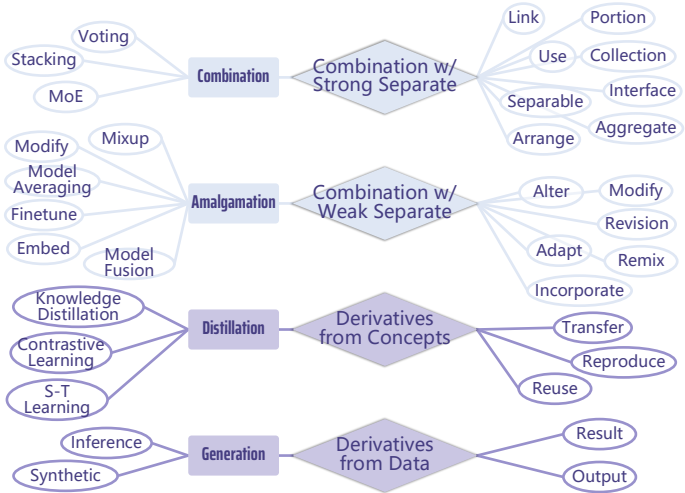 Voting
Stacking
MoE
Combination
Combination w/
Strong Separate
Link
Portion
Use
Collection
Interface
Separable
Aggregate
Arrange
Mixup
Modify
Model
Averaging
Finetune
Embed
Model
Fusion
Amalgamation
Combination w/
Weak Separate
Alter
Modify
Revision
Adapt
Remix
Incorporate
Knowledge
Distillation
Contrastive
Learning
S-T
Learning
Distillation
Derivatives
from Concepts
Transfer
Reproduce
Reuse
Inference
Synthetic
Generation
Derivatives
from Data
Result
Output